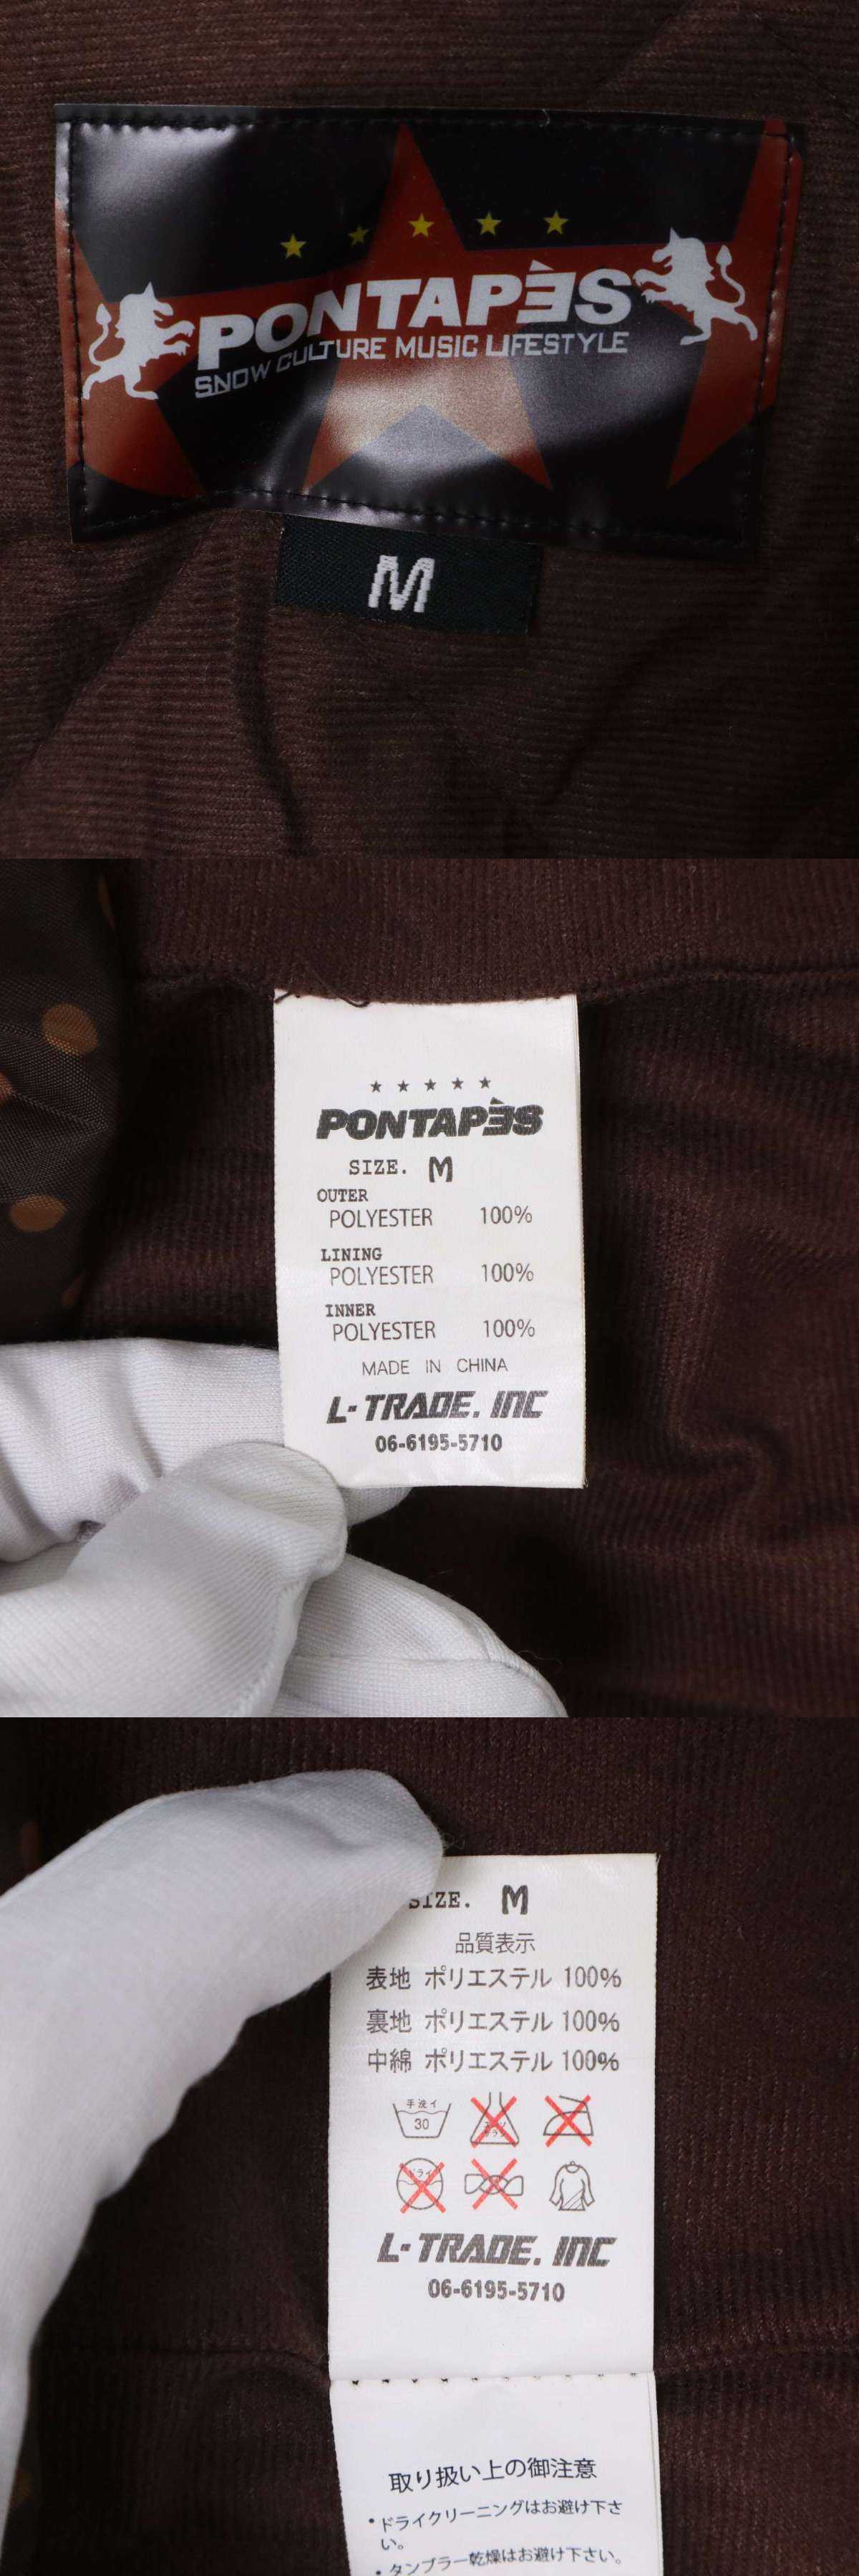 PONTAPÈS
SNOW CULTURE MUSIC LIFESTYLE
M
PONTAPÈS
SIZE. M
OUTER
POLYESTER 100%
LINING
POLYESTER 100%
INNER
POLYESTER 100%
MADE IN CHINA
L-TRADE. INC
06-6195-5710
SIZE. M
品質表示
表地 ポリエステル 100%
裏地 ポリエステル 100%
中綿 ポリエステル 100%
手洗イ
30
ドライ
L-TRADE. INC
06-6195-5710
取り扱い上の御注意
・ドライクリーニングはお避け下さ
い。
・タンブラー乾燥はお避け下さい。